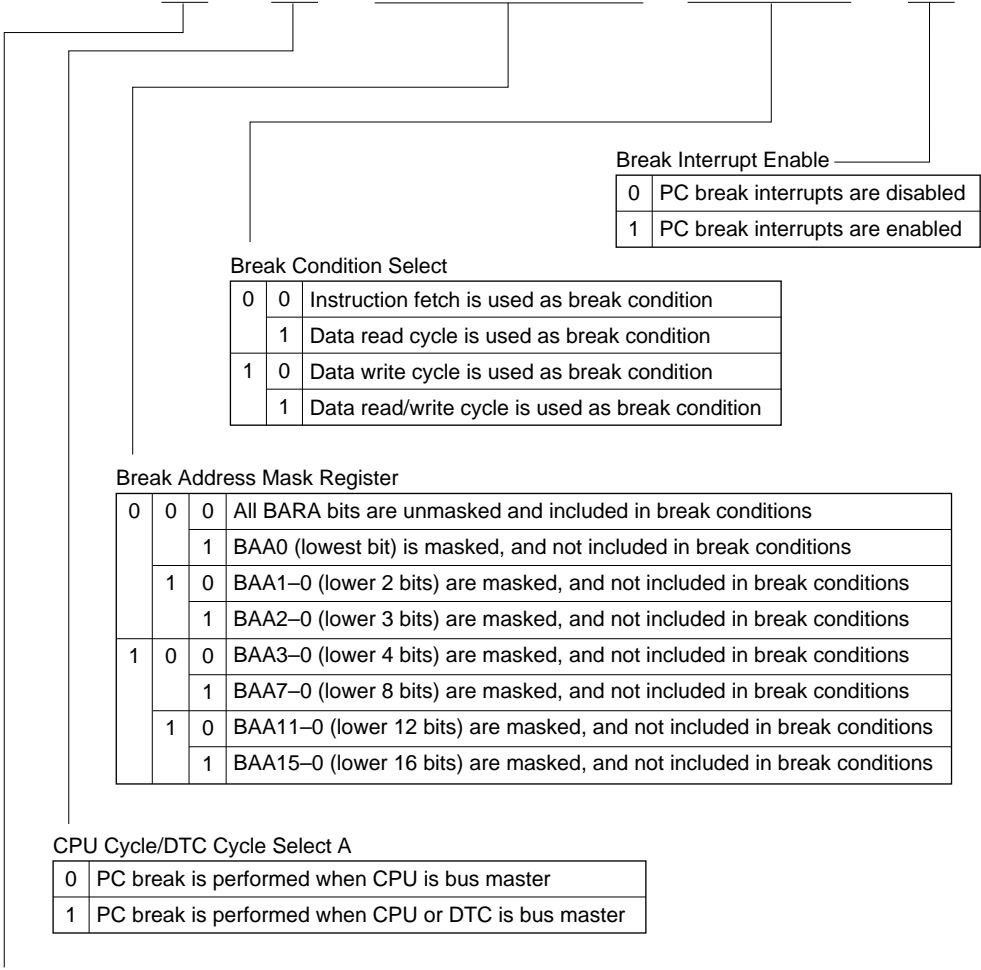 Break Interrupt Enable
0 PC break interrupts are disabled
1 PC break interrupts are enabled
Break Condition Select
0 0 Instruction fetch is used as break condition
1 Data read cycle is used as break condition
1 0 Data write cycle is used as break condition
1 Data read/write cycle is used as break condition
Break Address Mask Register
0 0 0 All BARA bits are unmasked and included in break conditions
1 BAA0 (lowest bit) is masked, and not included in break conditions
1 0 BAA1–0 (lower 2 bits) are masked, and not included in break conditions
1 BAA2–0 (lower 3 bits) are masked, and not included in break conditions
1 0 0 BAA3–0 (lower 4 bits) are masked, and not included in break conditions
1 BAA7–0 (lower 8 bits) are masked, and not included in break conditions
1 0 BAA11–0 (lower 12 bits) are masked, and not included in break conditions
1 BAA15–0 (lower 16 bits) are masked, and not included in break conditions
CPU Cycle/DTC Cycle Select A
0 PC break is performed when CPU is bus master
1 PC break is performed when CPU or DTC is bus master